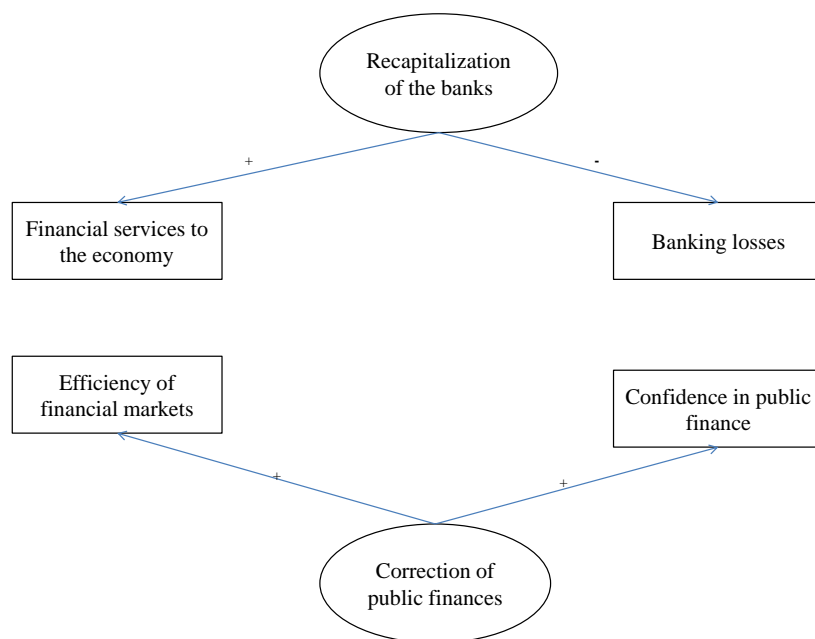 Recapitalization
of the banks
+
-
Financial services to
the economy
Banking losses
Efficiency of
financial markets
Confidence in public
finance
+
+
Correction of
public finances